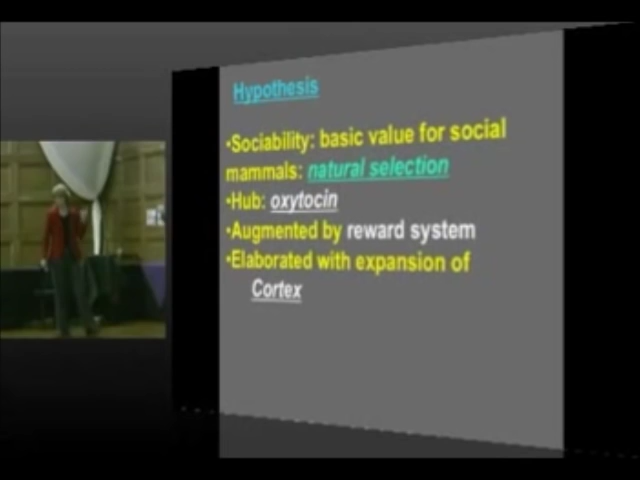 Hypothesis
•Sociability: basic value for social
mammals: natural selection
•Hub: oxytocin
•Augmented by reward system
•Elaborated with expansion of
Cortex